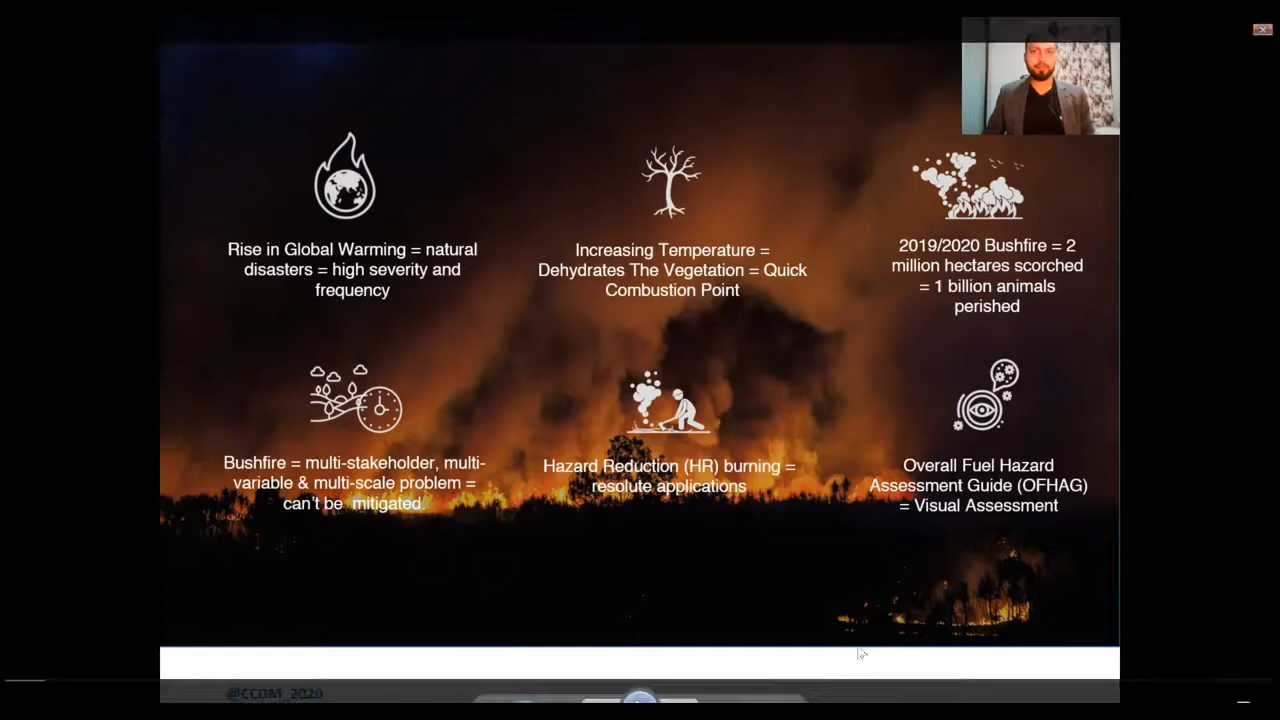 Rise in Global Warming = natural
disasters = high severity and
frequency
Increasing Temperature =
Dehydrates The Vegetation = Quick
Combustion Point
2019/2020 Bushfire = 2
million hectares scorched
= 1 billion animals
perished
Bushfire = multi-stakeholder, multi-
variable & multi-scale problem =
can't be mitigated.
Hazard Reduction (HR) burning =
resolute applications
Overall Fuel Hazard
Assessment Guide (OFHAG)
= Visual Assessment
@CCDM_2020